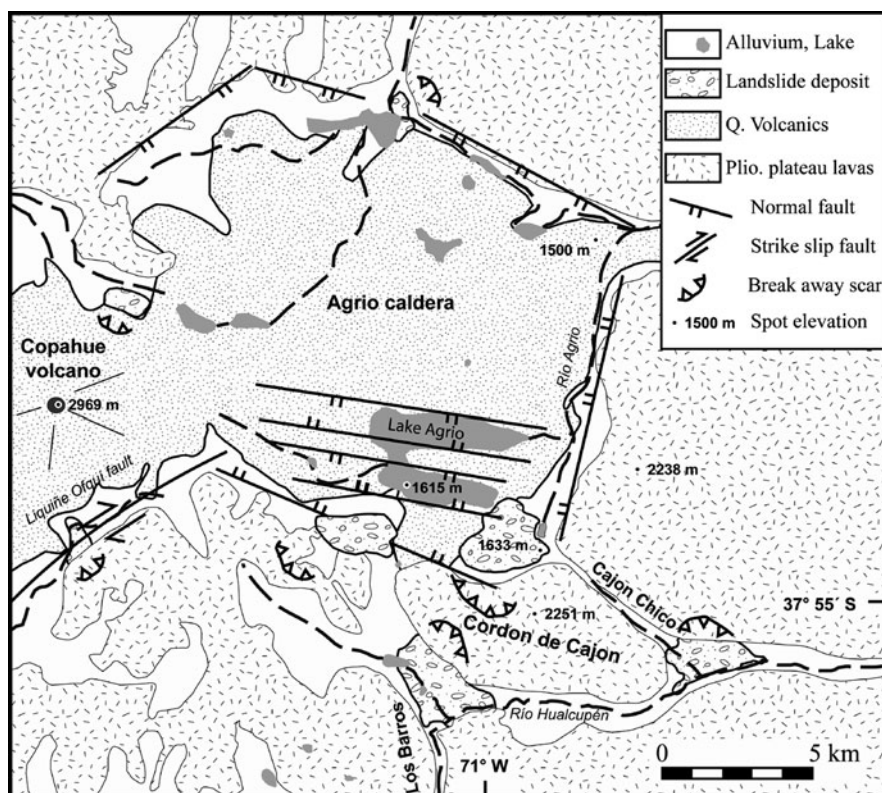 Alluvium, Lake
Landslide deposit
Q. Volcanics
Plio. plateau lavas
Normal fault
Strike slip fault
Break away scar
1500 m Spot elevation
1500 m
Agrio caldera
Copahue
volcano
2969 m
Río Agrio
Lake Agrio
1615 m
2238 m
Liquiñe Ofqui fault
1633 m
Cajon Chico
37° 55' S
2251 m
Cordon de Cajon
Río Hualcupén
Los Barros
71° W
0 5 km